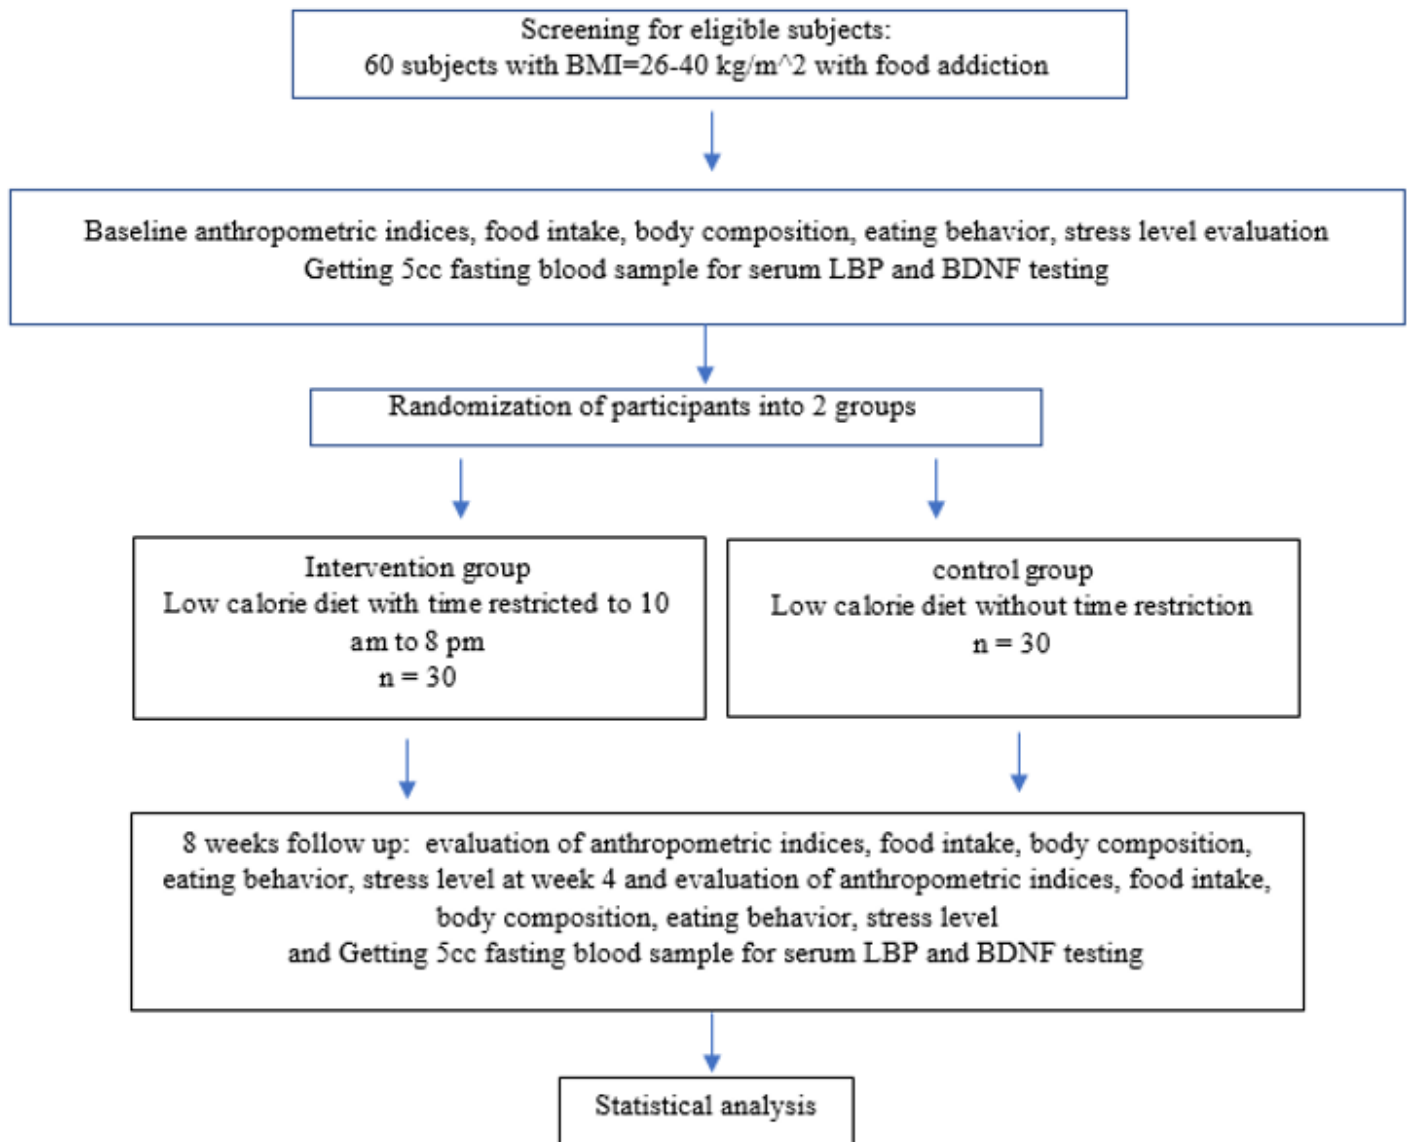 Screening for eligible subjects:
60 subjects with BMI=26-40 kg/m^2 with food addiction
Baseline anthropometric indices, food intake, body composition, eating behavior, stress level evaluation
Getting 5cc fasting blood sample for serum LBP and BDNF testing
Randomization of participants into 2 groups
Intervention group
Low calorie diet with time restricted to 10
am to 8 pm
n = 30
control group
Low calorie diet without time restriction
n = 30
8 weeks follow up: evaluation of anthropometric indices, food intake, body composition,
eating behavior, stress level at week 4 and evaluation of anthropometric indices, food intake,
body composition, eating behavior, stress level
and Getting 5cc fasting blood sample for serum LBP and BDNF testing
Statistical analysis